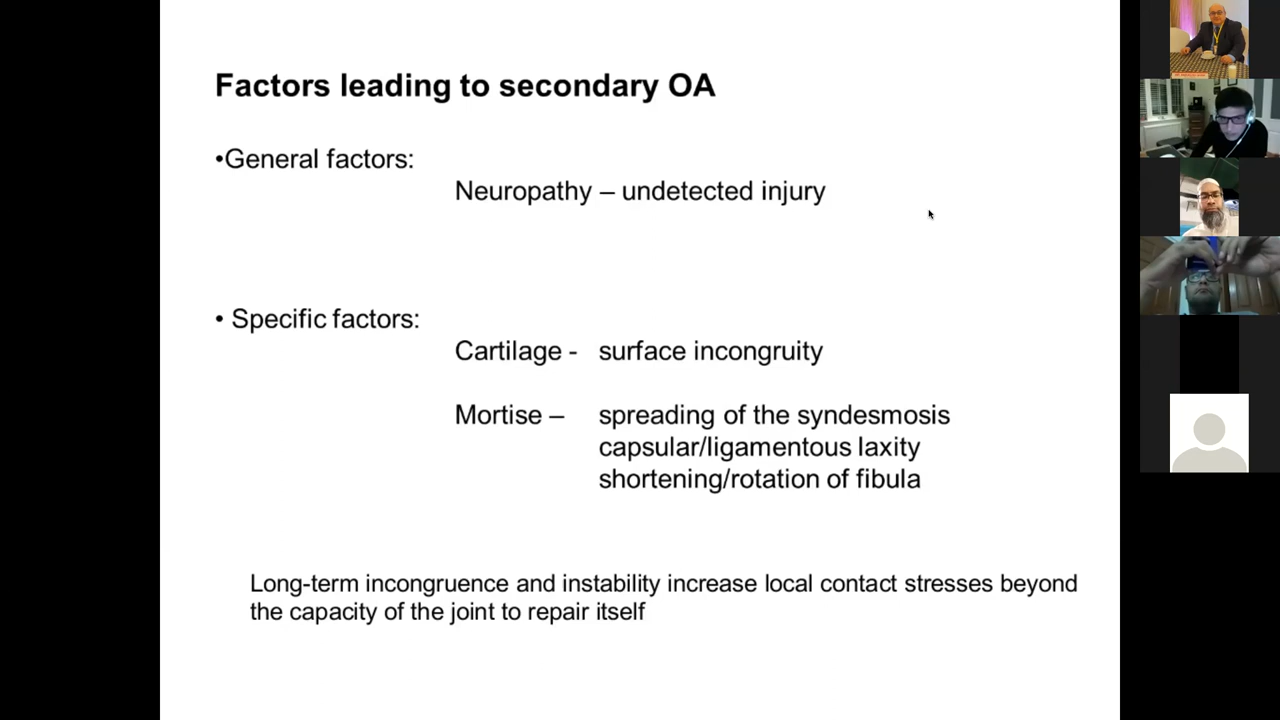 Factors leading to secondary OA
•General factors:
Neuropathy – undetected injury
• Specific factors:
Cartilage - surface incongruity
Mortise – spreading of the syndesmosis
capsular/ligamentous laxity
shortening/rotation of fibula
Long-term incongruence and instability increase local contact stresses beyond
the capacity of the joint to repair itself